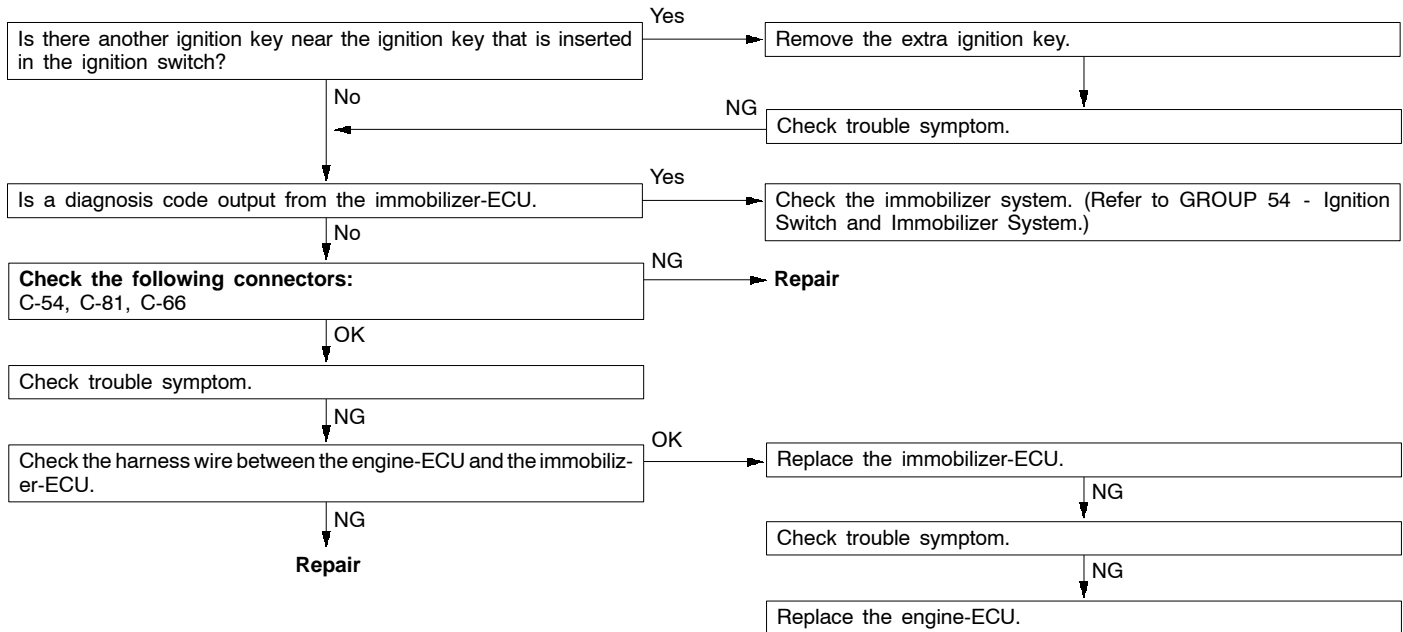 Is there another ignition key near the ignition key that is inserted
in the ignition switch?
Yes
Remove the extra ignition key.
No
NG
Check trouble symptom.
Is a diagnosis code output from the immobilizer-ECU.
Yes
Check the immobilizer system. (Refer to GROUP 54 - Ignition
Switch and Immobilizer System.)
No
Check the following connectors:
C-54, C-81, C-66
NG
Repair
OK
Check trouble symptom.
NG
Check the harness wire between the engine-ECU and the immobiliz-
er-ECU.
OK
Replace the immobilizer-ECU.
NG
NG
Repair
Check trouble symptom.
NG
Replace the engine-ECU.